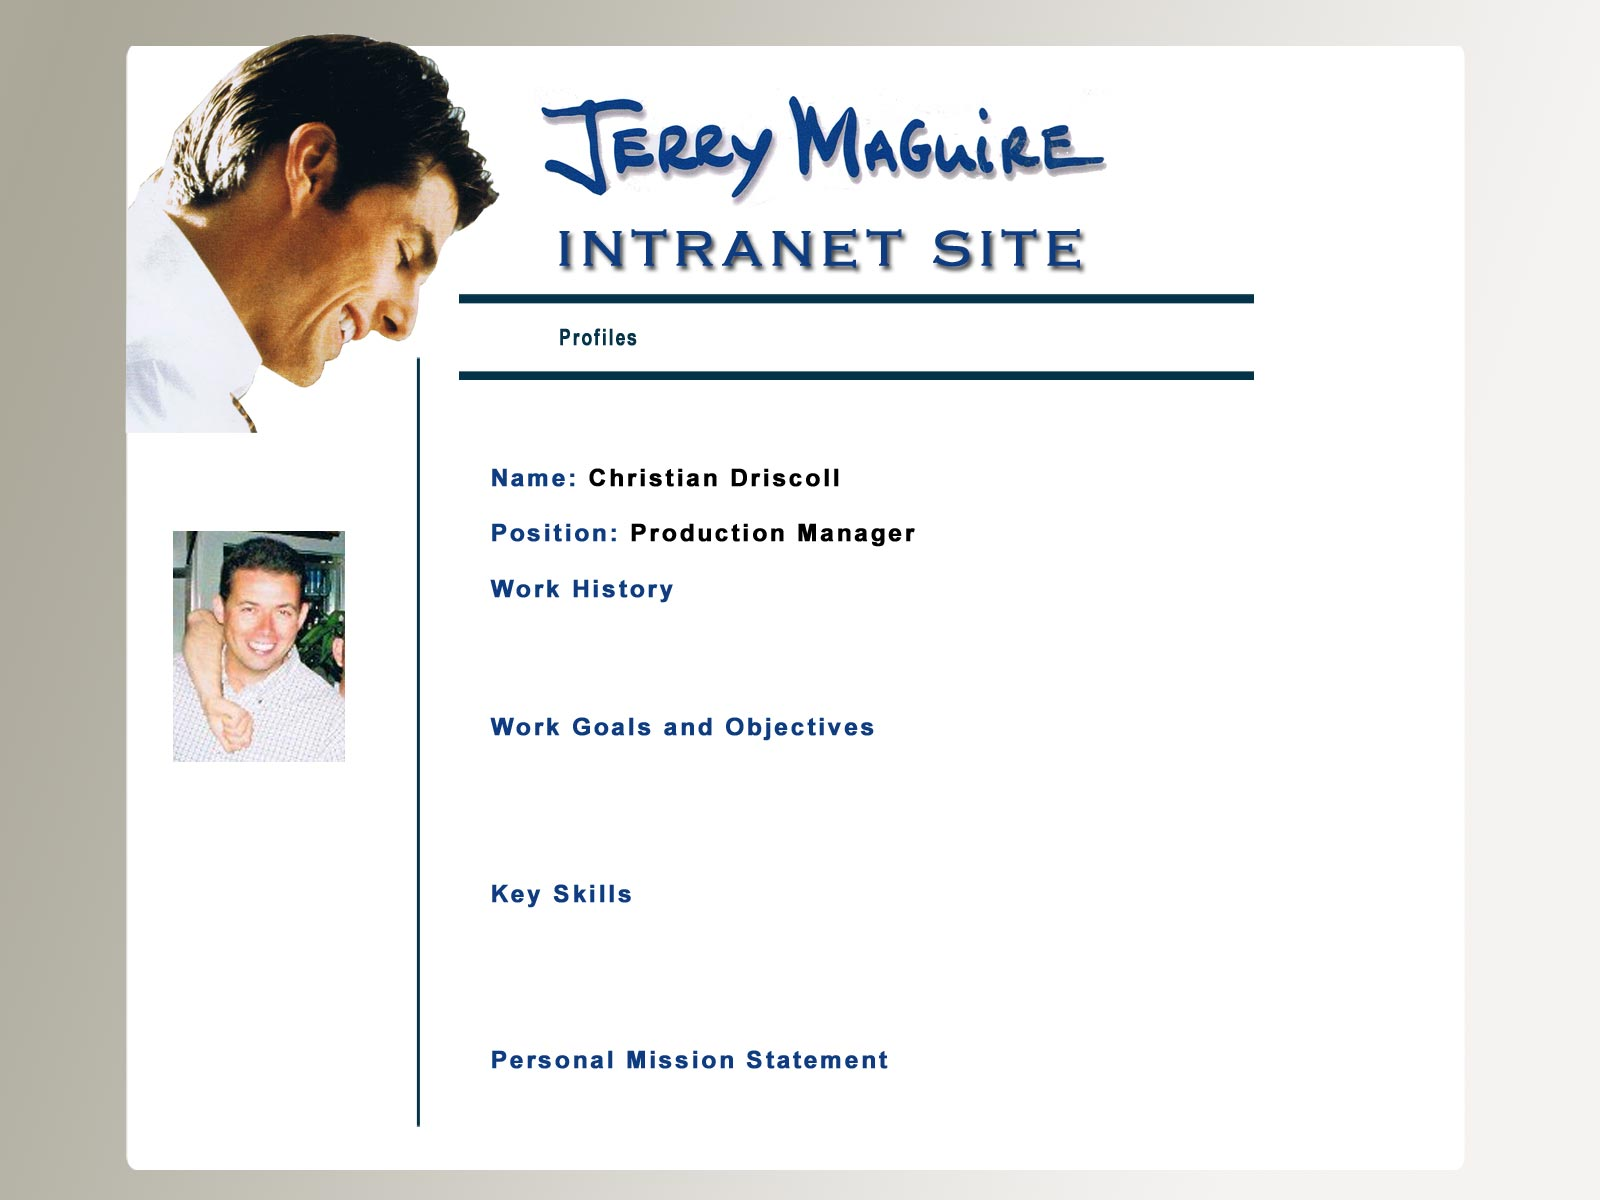 JERRY MAGUIRE
INTRANET SITE
Profiles
Name: Christian Driscoll
Position: Production Manager
Work History
Work Goals and Objectives
Key Skills
Personal Mission Statement